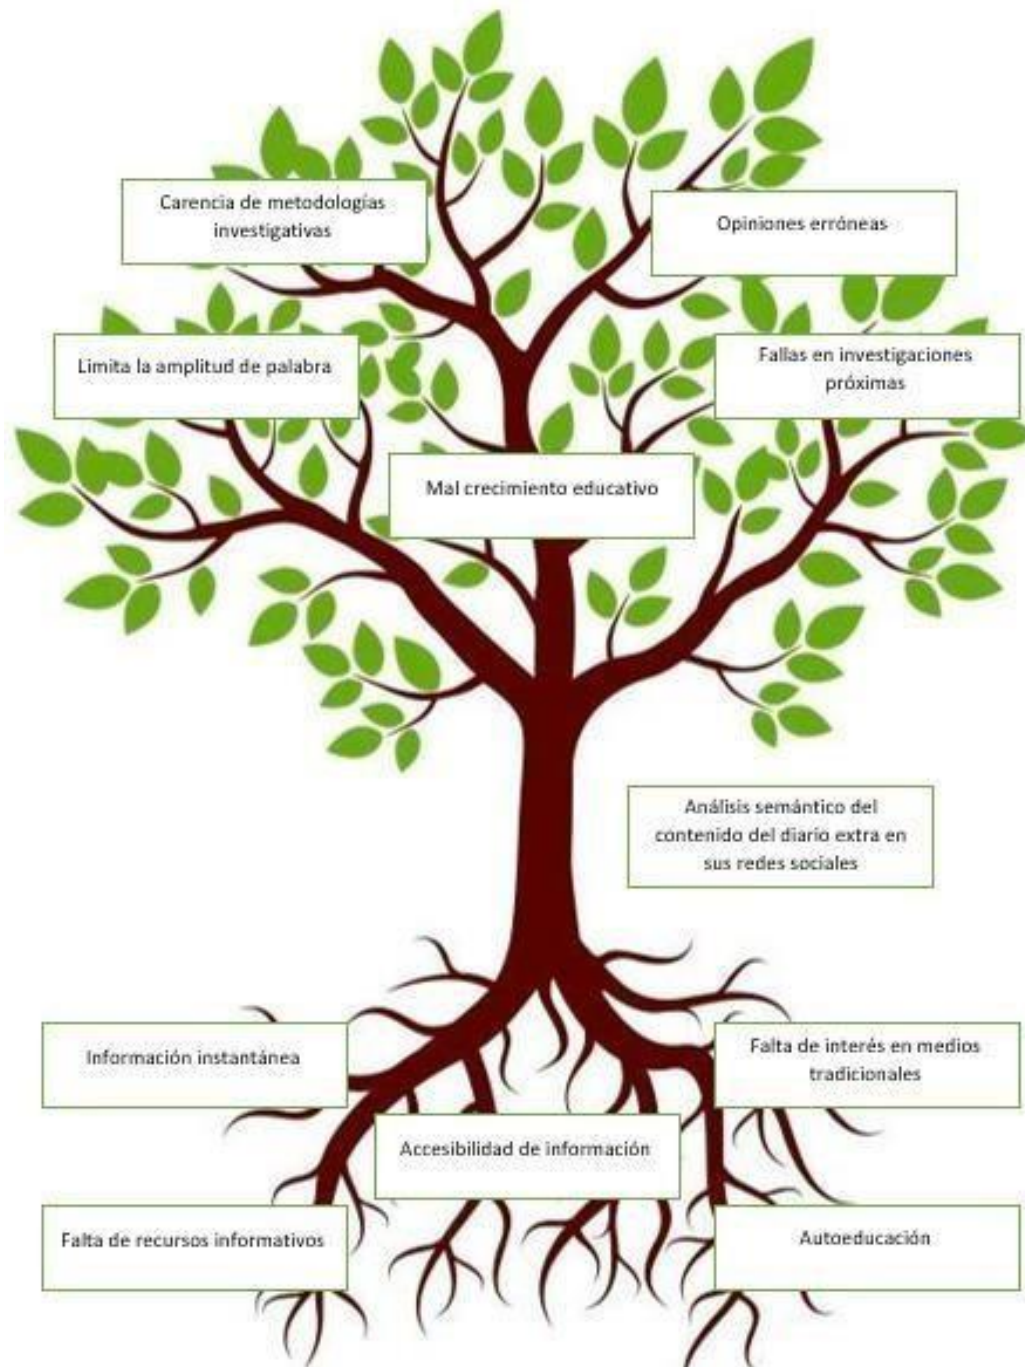 Carencia de metodologías
investigativas
Opiniones erróneas
Limita la amplitud de palabra
Fallas en investigaciones
próximas
Mal crecimiento educativo
Análisis semántico del
contenido del diario extra en
sus redes sociales
Información instantánea
Falta de interés en medios
tradicionales
Accesibilidad de información
Falta de recursos informativos
Autoeducación